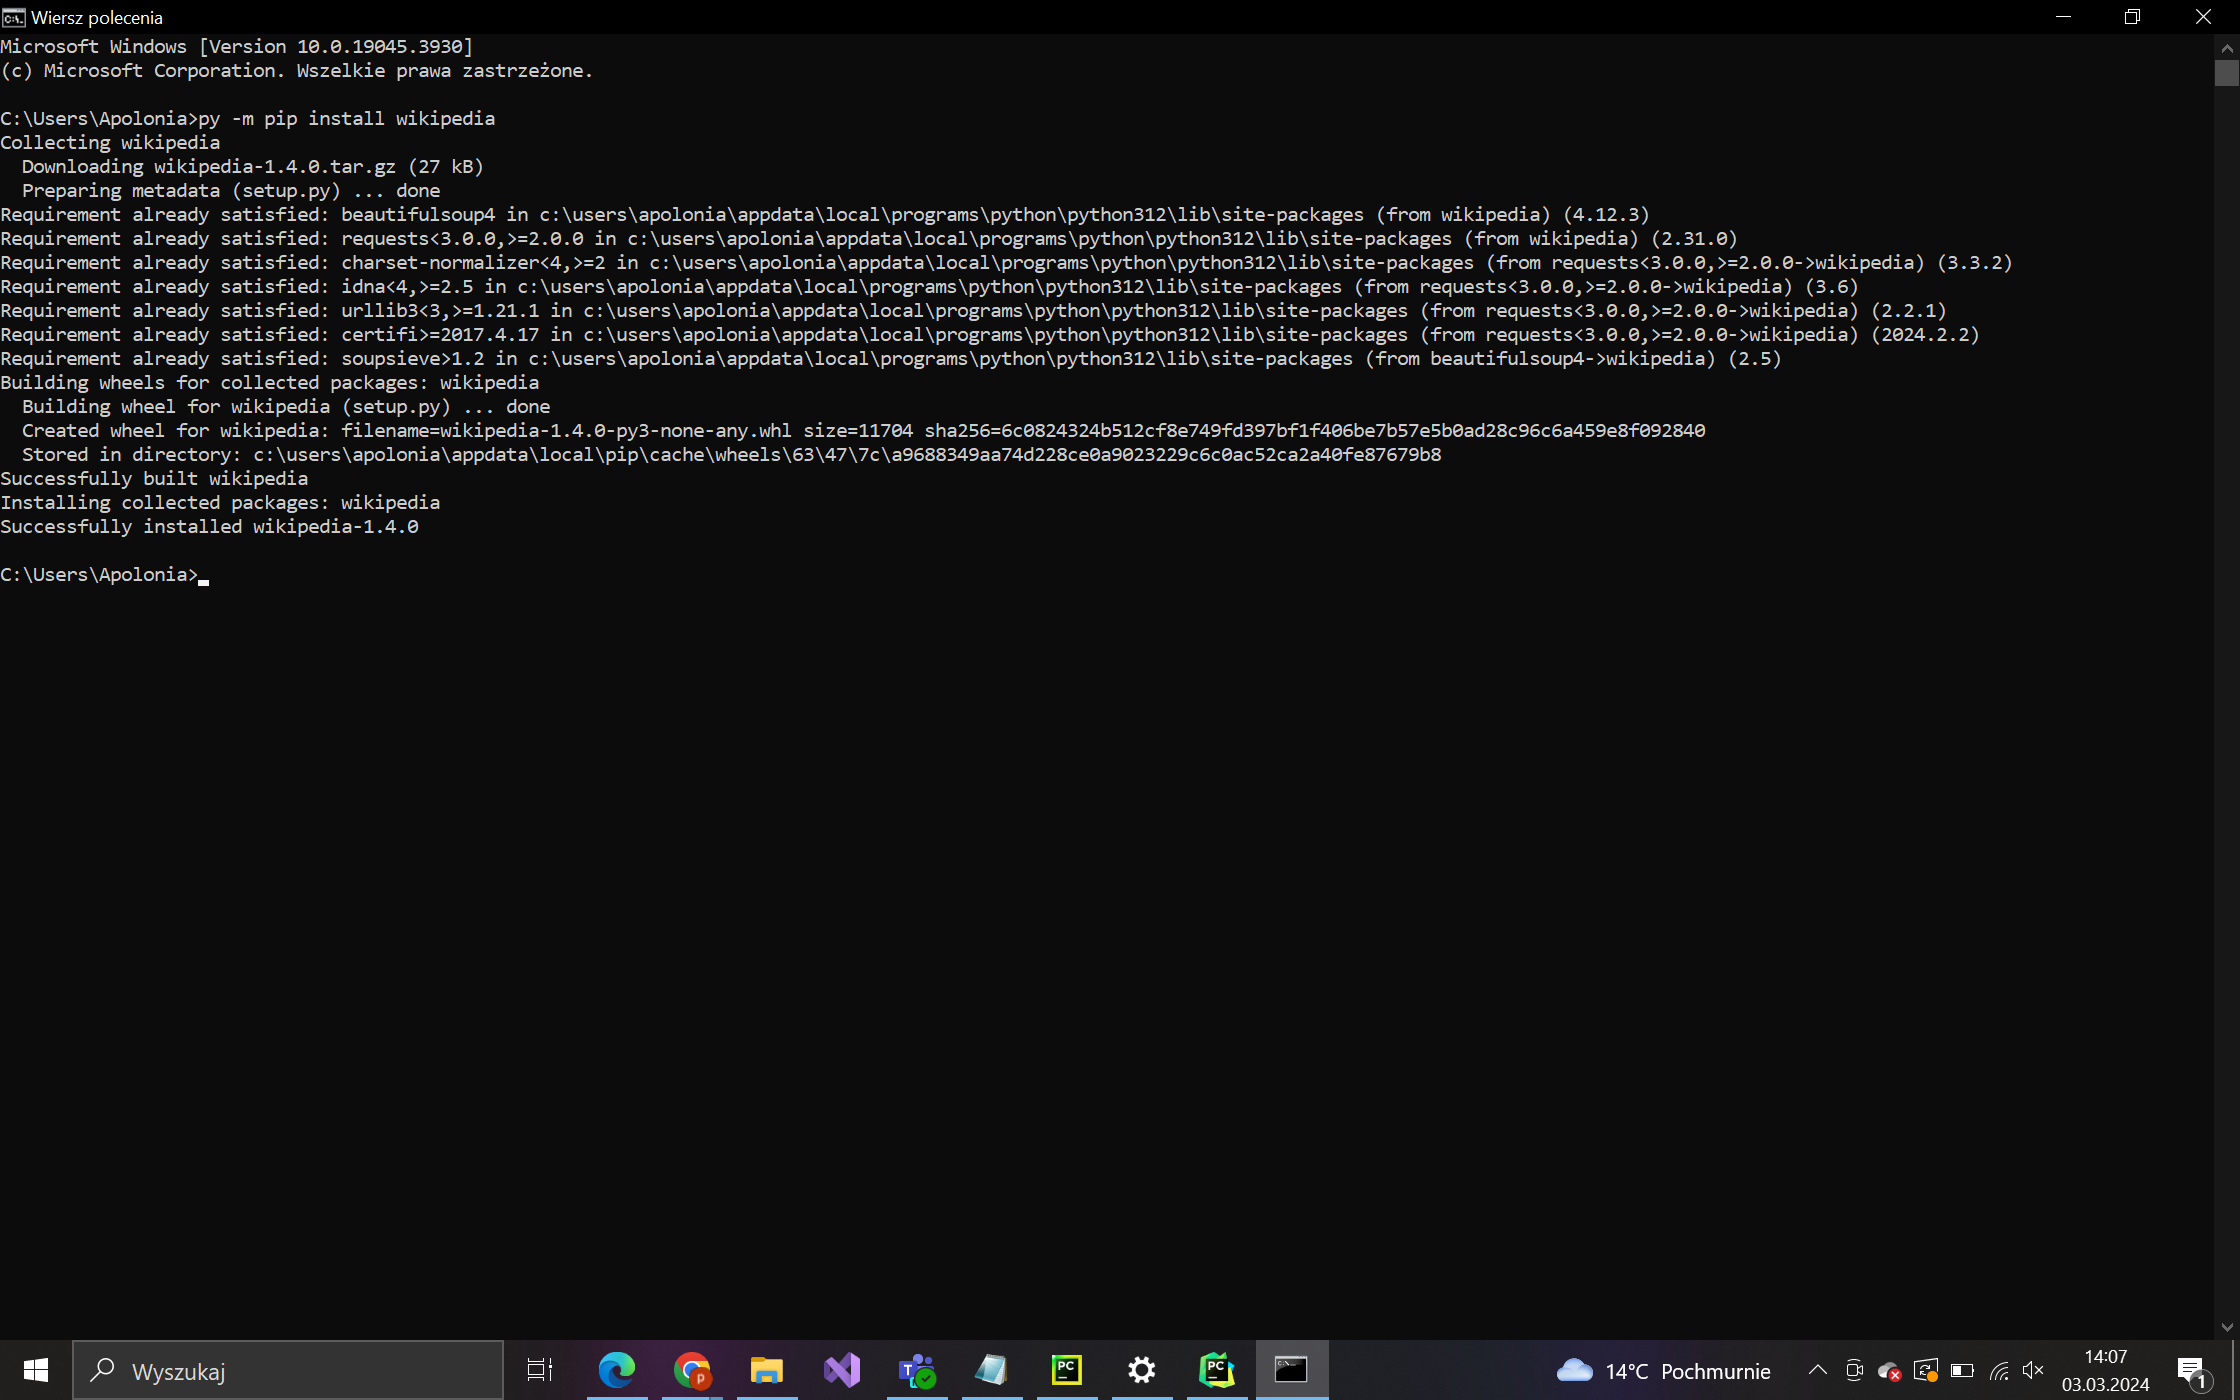 Wiersz polecenia
Microsoft Windows [Version 10.0.19045.3930]
(c) Microsoft Corporation. Wszelkie prawa zastrzeżone.
C:\Users\Apolonia>py -m pip install wikipedia
Collecting wikipedia
  Downloading wikipedia-1.4.0.tar.gz (27 kB)
  Preparing metadata (setup.py) ... done
Requirement already satisfied: beautifulsoup4 in c:\users\apolonia\appdata\local\programs\python\python312\lib\site-packages (from wikipedia) (4.12.3)
Requirement already satisfied: requests<3.0.0,>=2.0.0 in c:\users\apolonia\appdata\local\programs\python\python312\lib\site-packages (from wikipedia) (2.31.0)
Requirement already satisfied: charset-normalizer<4,>=2 in c:\users\apolonia\appdata\local\programs\python\python312\lib\site-packages (from requests<3.0.0,>=2.0.0->wikipedia) (3.3.2)
Requirement already satisfied: idna<4,>=2.5 in c:\users\apolonia\appdata\local\programs\python\python312\lib\site-packages (from requests<3.0.0,>=2.0.0->wikipedia) (3.6)
Requirement already satisfied: urllib3<3,>=1.21.1 in c:\users\apolonia\appdata\local\programs\python\python312\lib\site-packages (from requests<3.0.0,>=2.0.0->wikipedia) (2.2.1)
Requirement already satisfied: certifi>=2017.4.17 in c:\users\apolonia\appdata\local\programs\python\python312\lib\site-packages (from requests<3.0.0,>=2.0.0->wikipedia) (2024.2.2)
Requirement already satisfied: soupsieve>1.2 in c:\users\apolonia\appdata\local\programs\python\python312\lib\site-packages (from beautifulsoup4->wikipedia) (2.5)
Building wheels for collected packages: wikipedia
  Building wheel for wikipedia (setup.py) ... done
  Created wheel for wikipedia: filename=wikipedia-1.4.0-py3-none-any.whl size=11704 sha256=6c0824324b512cf8e749fd397bf1f406be7b57e5b0ad28c96c6a459e8f092840
  Stored in directory: c:\users\apolonia\appdata\local\pip\cache\wheels\63\47\7c\a9688349aa74d228ce0a9023229c6c0ac52ca2a40fe87679b8
Successfully built wikipedia
Installing collected packages: wikipedia
Successfully installed wikipedia-1.4.0
C:\Users\Apolonia>
Wyszukaj
14°C Pochmurnie
14:07
03.03.2024
1